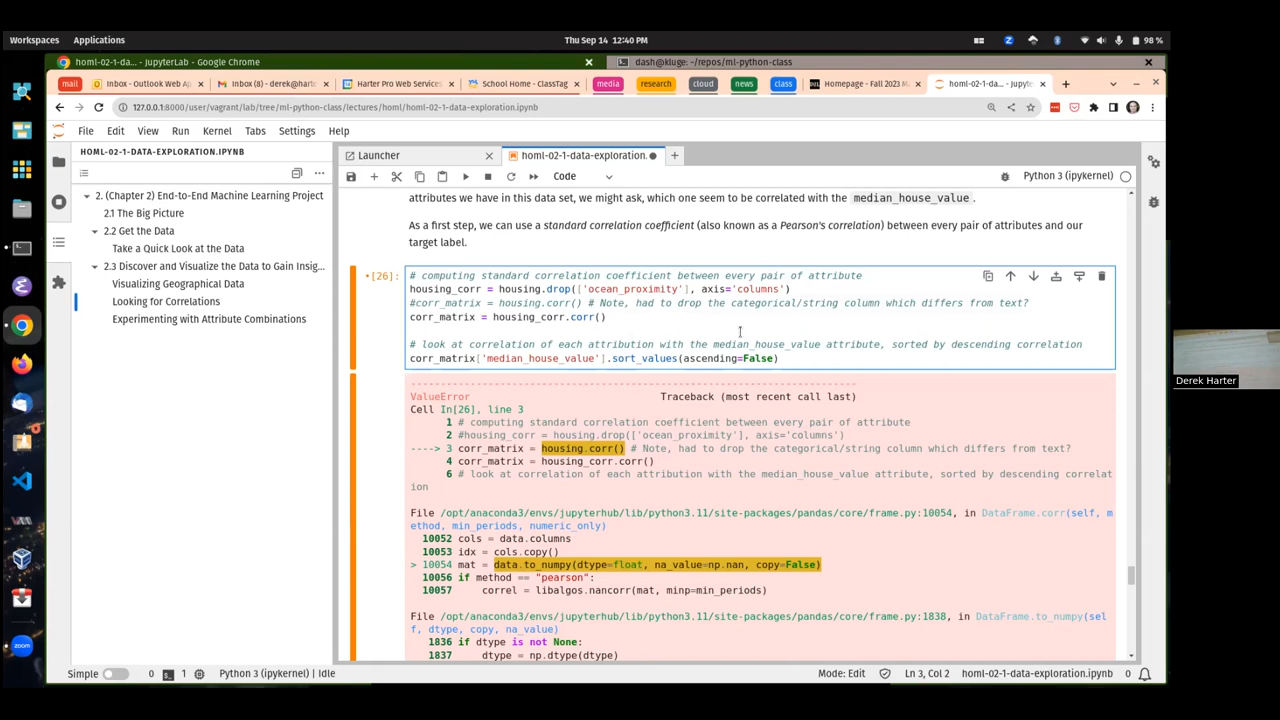 Workspaces Applications Thu Sep 14 12:40 PM 98 %
homl-02-1-data-exploration.ipynb - JupyterLab - Google Chrome dash@kluge: ~/repos/ml-python-class
mail Inbox - Outlook Web Ap Inbox (8) - derek@harte Harter Pro Web Services School Home - ClassTag media research cloud news class Homepage - Fall 2023 M homl-02-1-da... - Jupyte
127.0.0.1:8000/user/vagrant/lab/tree/ml-python-class/lectures/homl/homl-02-1-data-exploration.ipynb
File Edit View Run Kernel Tabs Settings Help
HOML-02-1-DATA-EXPLORATION.IPYNB
2. (Chapter 2) End-to-End Machine Learning Project
2.1 The Big Picture
2.2 Get the Data
Take a Quick Look at the Data
2.3 Discover and Visualize the Data to Gain Insig...
Visualizing Geographical Data
Looking for Correlations
Experimenting with Attribute Combinations
Launcher homl-02-1-data-exploration.
Code Python 3 (ipykernel)
attributes we have in this data set, we might ask, which one seem to be correlated with the median_house_value .
As a first step, we can use a standard correlation coefficient (also known as a Pearson's correlation) between every pair of attributes and our
target label.
[26]: # computing standard correlation coefficient between every pair of attribute
housing_corr = housing.drop(['ocean_proximity'], axis='columns')
#corr_matrix = housing.corr() # Note, had to drop the categorical/string column which differs from text?
corr_matrix = housing_corr.corr()
# look at correlation of each attribution with the median_house_value attribute, sorted by descending correlation
corr_matrix['median_house_value'].sort_values(ascending=False)
---------------------------------------------------------------------------
ValueError Traceback (most recent call last)
Cell In[26], line 3
1 # computing standard correlation coefficient between every pair of attribute
2 #housing_corr = housing.drop(['ocean_proximity'], axis='columns')
----> 3 corr_matrix = housing.corr() # Note, had to drop the categorical/string column which differs from text?
4 corr_matrix = housing_corr.corr()
6 # look at correlation of each attribution with the median_house_value attribute, sorted by descending correlat
ion
File /opt/anaconda3/envs/jupyterhub/lib/python3.11/site-packages/pandas/core/frame.py:10054, in DataFrame.corr(self, m
ethod, min_periods, numeric_only)
10052 cols = data.columns
10053 idx = cols.copy()
> 10054 mat = data.to_numpy(dtype=float, na_value=np.nan, copy=False)
10056 if method == "pearson":
10057 correl = libalgos.nancorr(mat, minp=min_periods)
File /opt/anaconda3/envs/jupyterhub/lib/python3.11/site-packages/pandas/core/frame.py:1838, in DataFrame.to_numpy(sel
f, dtype, copy, na_value)
1836 if dtype is not None:
1837 dtype = np.dtype(dtype)
Simple 0 1 Python 3 (ipykernel) | Idle Mode: Edit Ln 3, Col 2 homl-02-1-data-exploration.ipynb 0
zoom
Derek Harter